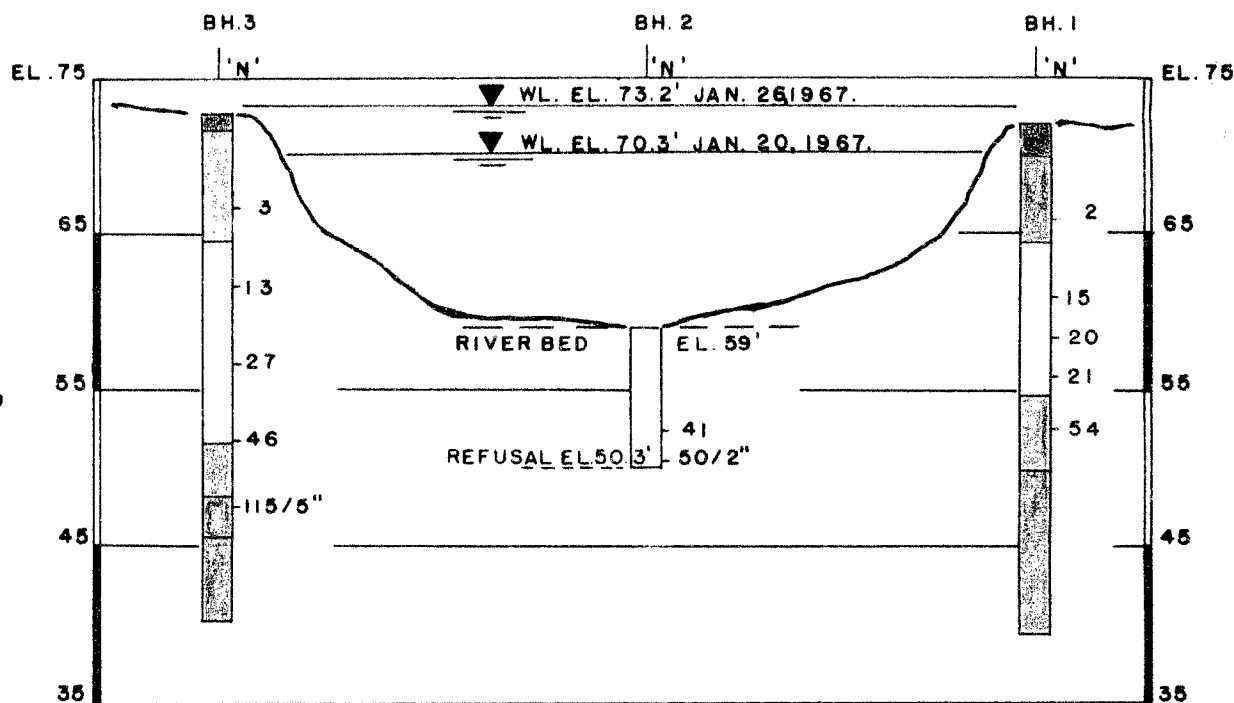 BH.3 BH. 2 BH. I
'N' 'N' 'N'
EL.75 EL.75
WL. EL. 73.2' JAN. 26,1967.
WL. EL. 70.3' JAN. 20, 1967.
3 2
65 65
13 15
RIVER BED EL. 59' 20
27 21
55 55
46 41 54
REFUSAL EL.50.3' 50/2"
115/5"
45 45
35 35